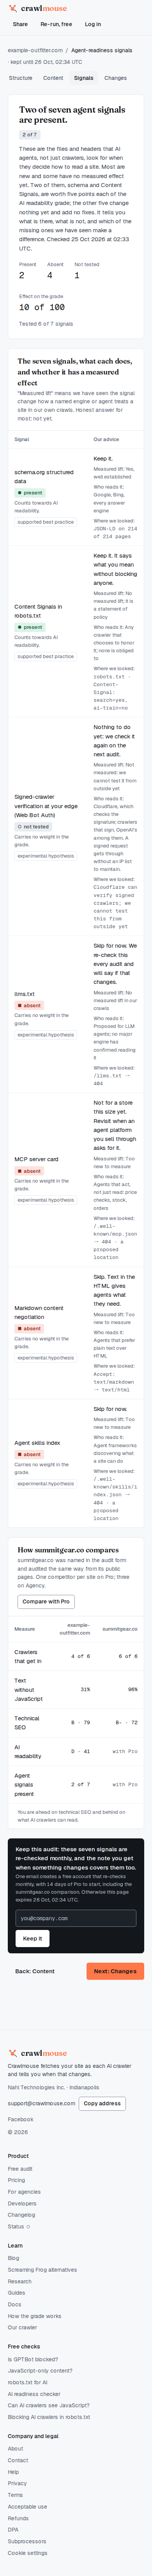 crawlmouse
Share Re-run, free Log in
example-outfitter.com / Agent-readiness signals
· kept until 26 Oct, 02:34 UTC
Structure Content Signals Changes
Two of seven agent signals
are present.
2 of 7
These are the files and headers that AI
agents, not just crawlers, look for when
they decide how to read a site. Most are
new and some have no measured effect
yet. Two of them, schema.org and Content
Signals, are worth five points each in the
AI readability grade; the other five carry
nothing yet and add no fixes. It tells you
what is there, what is not, and which of the
missing ones we have seen make a
difference. Checked 25 Oct 2026 at 02:33
UTC.
Present Absent Not tested
2 4 1
Effect on the grade
10 of 100
Tested 6 of 7 signals
The seven signals, what each does,
and whether it has a measured
effect
"Measured lift" means we have seen the signal
change how a named engine or agent treats a
site in our own crawls. Honest answer for
most: not yet.
Signal Our advice
schema.org structured
data
present
Counts towards AI
readability.
supported best practice
Keep it.
Measured lift: Yes,
well established
Who reads it:
Google, Bing,
every answer
engine
Where we looked:
JSON-LD on 214
of 214 pages
Content Signals in
robots.txt
present
Counts towards AI
readability.
supported best practice
Keep it. It says
what you mean
without blocking
anyone.
Measured lift: No
measured lift; it is
a statement of
policy
Who reads it: Any
crawler that
chooses to honor
it; none is obliged
to
Where we looked:
robots.txt ·
Content-
Signal:
search=yes,
ai-train=no
Signed-crawler
verification at your edge
(Web Bot Auth)
not tested
Carries no weight in the
grade.
experimental hypothesis
Nothing to do
yet: we check it
again on the
next audit.
Measured lift: Not
measured: we
cannot test it from
outside yet
Who reads it:
Cloudflare, which
checks the
signature; crawlers
that sign, OpenAI's
among them. A
signed request
gets through
without an IP list
to maintain.
Where we looked:
Cloudflare can
verify signed
crawlers; we
cannot test
this from
outside yet
llms.txt
absent
Carries no weight in the
grade.
experimental hypothesis
Skip for now. We
re-check this
every audit and
will say if that
changes.
Measured lift: No
measured lift in our
crawls
Who reads it:
Proposed for LLM
agents; no major
engine has
confirmed reading
it
Where we looked:
/llms.txt →
404
MCP server card
absent
Carries no weight in the
grade.
experimental hypothesis
Not for a store
this size yet.
Revisit when an
agent platform
you sell through
asks for it.
Measured lift: Too
new to measure
Who reads it:
Agents that act,
not just read: price
checks, stock,
orders
Where we looked:
/.well-
known/mcp.json
→ 404 · a
proposed
location
Markdown content
negotiation
absent
Carries no weight in the
grade.
experimental hypothesis
Skip. Text in the
HTML gives
agents what
they need.
Measured lift: Too
new to measure
Who reads it:
Agents that prefer
plain text over
HTML
Where we looked:
Accept:
text/markdown
→ text/html
Agent skills index
absent
Carries no weight in the
grade.
experimental hypothesis
Skip for now.
Measured lift: Too
new to measure
Who reads it:
Agent frameworks
discovering what
a site can do
Where we looked:
/.well-
known/skills/i
ndex.json →
404 · a
proposed
location
How summitgear.co compares
summitgear.co was named in the audit form
and audited the same way from its public
pages. One competitor per site on Pro; three
on Agency.
Compare with Pro
Measure example-
outfitter.com summitgear.co
Crawlers
that get in 4 of 6 6 of 6
Text
without
JavaScript 31% 96%
Technical
SEO B · 79 B- · 72
AI
readability D · 41 with Pro
Agent
signals
present 2 of 7 with Pro
You are ahead on technical SEO and behind on
what AI crawlers can read.
Keep this audit: these seven signals are
re-checked monthly, and the note you get
when something changes covers them too.
One email creates a free account that re-checks
monthly, with 14 days of Pro to start, including the
summitgear.co comparison. Otherwise this page
expires 26 Oct, 02:34 UTC.
you@company.com
Keep it
Back: Content Next: Changes
crawlmouse
Crawlmouse fetches your site as each AI crawler
and tells you when that changes.
Nahi Technologies Inc. · Indianapolis
support@crawlmouse.com Copy address
Facebook
© 2026
Product
Free audit
Pricing
For agencies
Developers
Changelog
Status
Learn
Blog
Screaming Frog alternatives
Research
Guides
Docs
How the grade works
Our crawler
Free checks
Is GPTBot blocked?
JavaScript-only content?
robots.txt for AI
AI readiness checker
Can AI crawlers see JavaScript?
Blocking AI crawlers in robots.txt
Company and legal
About
Contact
Help
Privacy
Terms
Acceptable use
Refunds
DPA
Subprocessors
Cookie settings